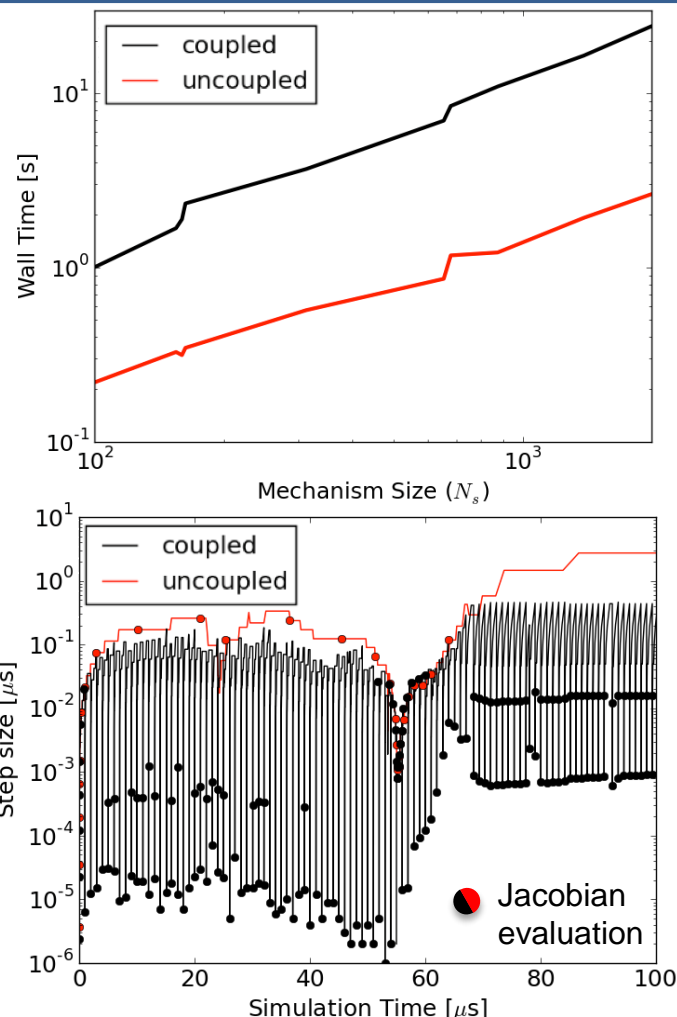 coupled
uncoupled
10^1
10^0
10^-1
Wall Time [s]
10^2
10^3
Mechanism Size (N_s)
coupled
uncoupled
10^1
10^0
10^-1
10^-2
10^-3
10^-4
10^-5
10^-6
Step size [μs]
Jacobian
evaluation
0 20 40 60 80 100
Simulation Time [μs]